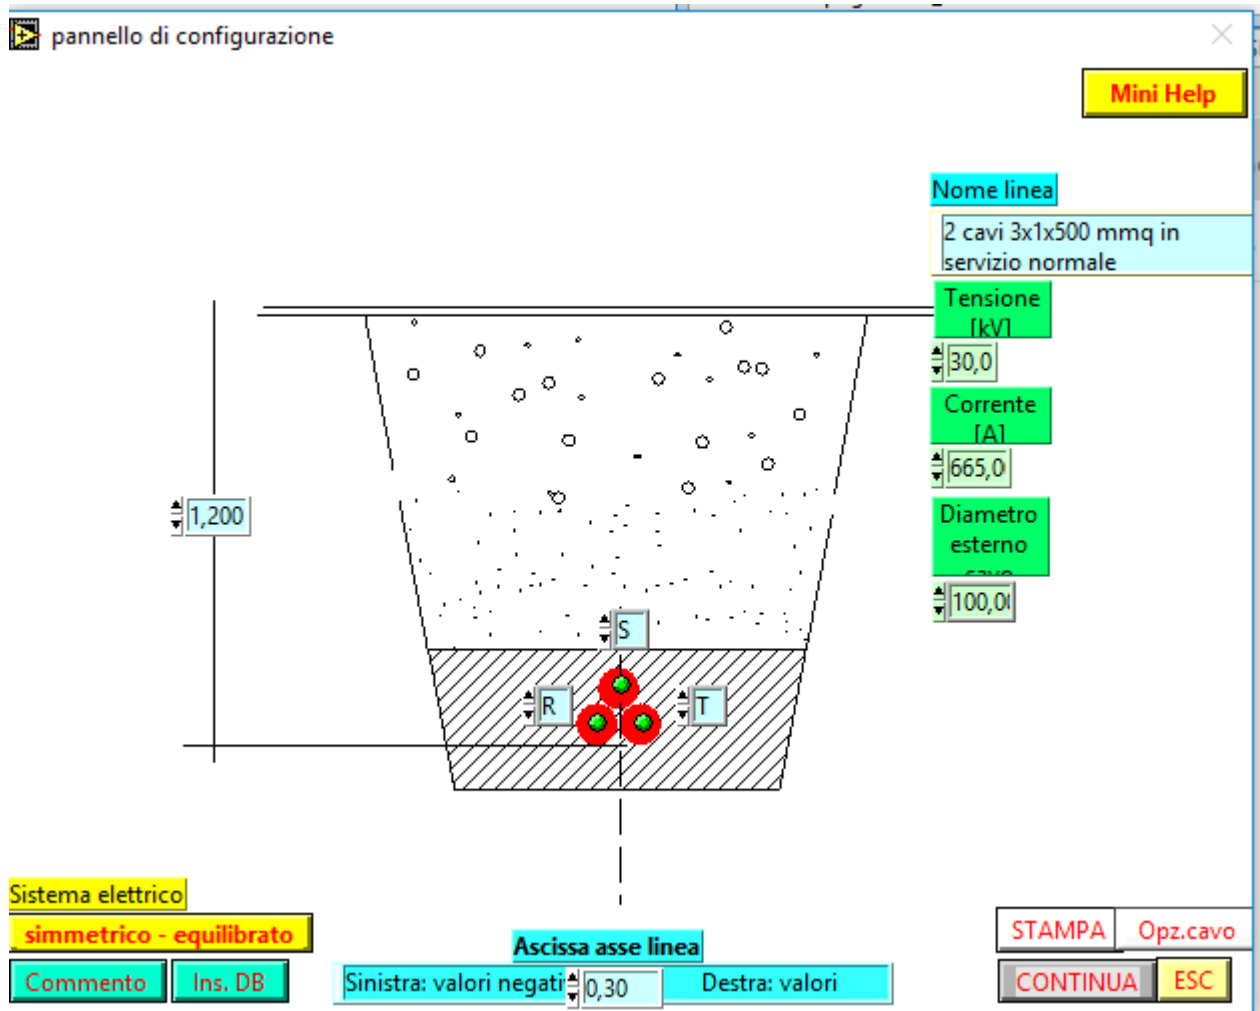 pannello di configurazione
Mini Help
Nome linea
2 cavi 3x1x500 mmq in
servizio normale
Tensione
[kV]
30,0
Corrente
[A]
665,0
Diametro
esterno
cavo
100,00
1,200
S
R
T
Sistema elettrico
simmetrico - equilibrato
Commento
Ins. DB
Ascissa asse linea
Sinistra: valori negati
0,30
Destra: valori
STAMPA
Opz.cavo
CONTINUA
ESC